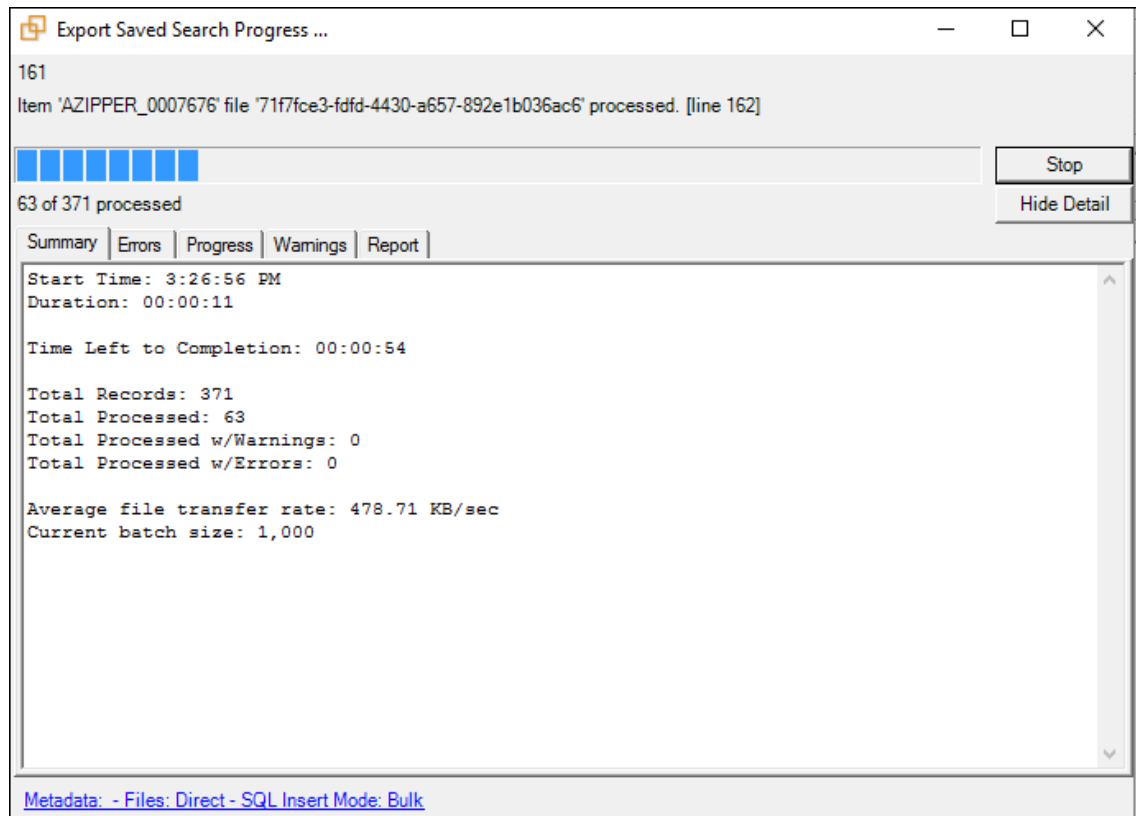 Export Saved Search Progress ...
161
Item 'AZIPPER_0007676' file '71f7fce3-fdfd-4430-a657-892e1b036ac6' processed. [line 162]
Stop
63 of 371 processed
Hide Detail
Summary Errors Progress Warnings Report
Start Time: 3:26:56 PM
Duration: 00:00:11
Time Left to Completion: 00:00:54
Total Records: 371
Total Processed: 63
Total Processed w/Warnings: 0
Total Processed w/Errors: 0
Average file transfer rate: 478.71 KB/sec
Current batch size: 1,000
Metadata:  - Files: Direct - SQL Insert Mode: Bulk